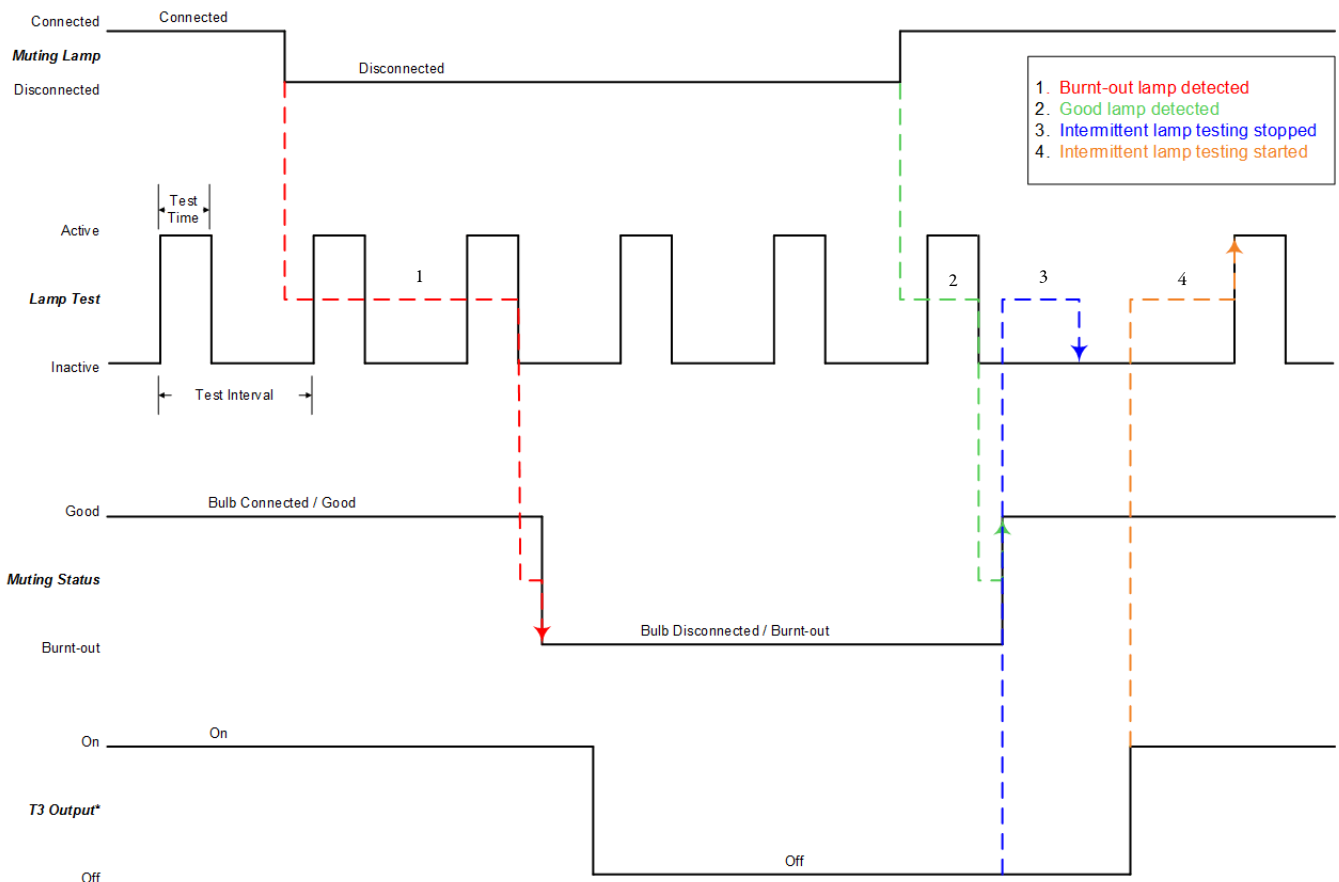 Connected
Connected
Muting Lamp
Disconnected
Disconnected
1. Burnt-out lamp detected
2. Good lamp detected
3. Intermittent lamp testing stopped
4. Intermittent lamp testing started
Test
Time
Active
1
2
3
4
Lamp Test
Inactive
Test Interval
Good
Bulb Connected / Good
Muting Status
Bulb Disconnected / Burnt-out
Burnt-out
On
On
T3 Output*
Off
Off